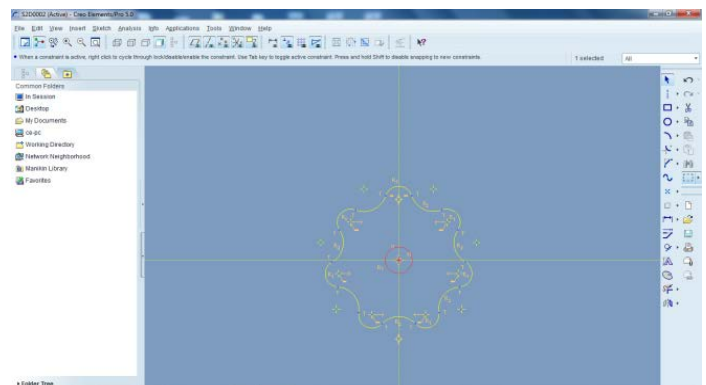 S2D0002 (Active) - Creo Elements/Pro 5.0
File Edit View Insert Sketch Analysis Info Applications Tools Window Help
• When a constraint is active, right click to cycle through lock/disable/enable the constraint. Use Tab key to toggle active constraint. Press and hold Shift to disable snapping to new constraints.
1 selected
All
Common Folders
In Session
Desktop
My Documents
ca-pc
Working Directory
Network Neighborhood
Manikin Library
Favorites
Folder Tree